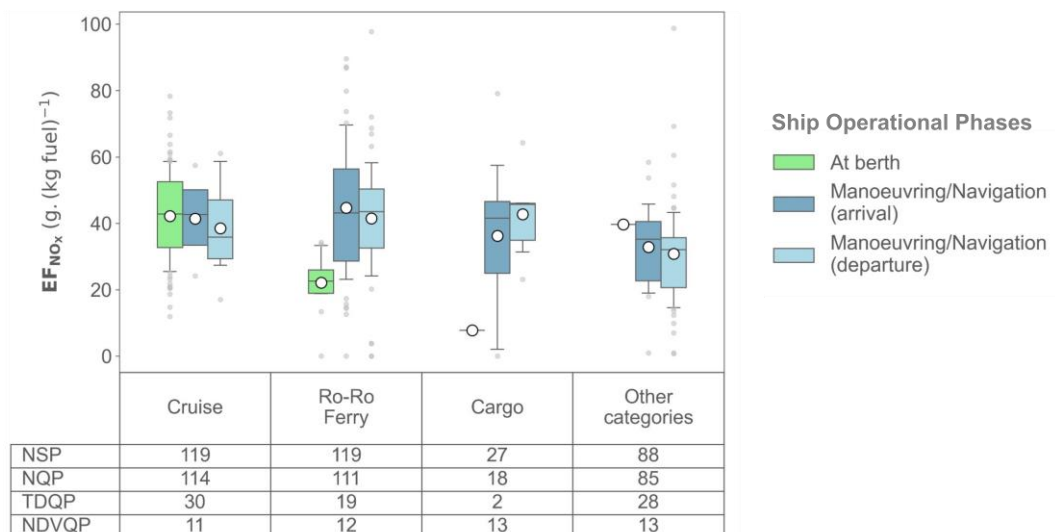 100
80
60
40
20
0
EF_NOx (g. (kg fuel)⁻¹)
Ship Operational Phases
At berth
Manoeuvring/Navigation
(arrival)
Manoeuvring/Navigation
(departure)
Cruise Ro-Ro Ferry Cargo Other categories
NSP 119 119 27 88
NQP 114 111 18 85
TDQP 30 19 2 28
NDVQP 11 12 13 13